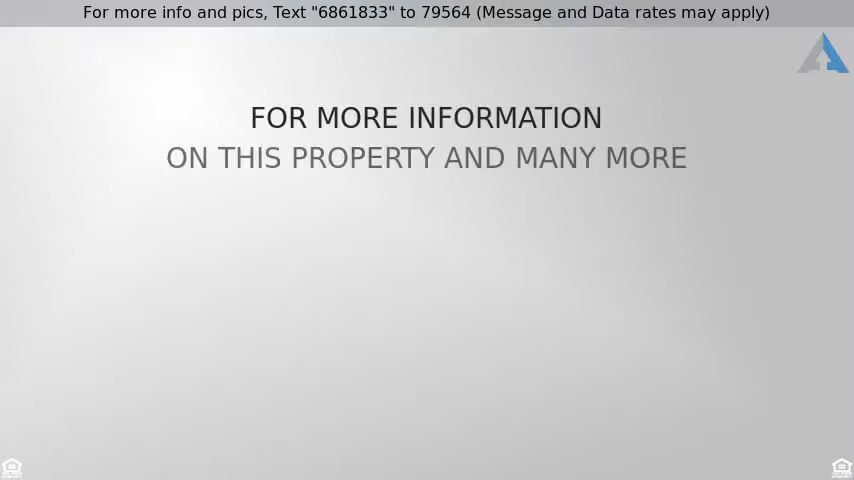 For more info and pics, Text "6861833" to 79564 (Message and Data rates may apply)
FOR MORE INFORMATION
ON THIS PROPERTY AND MANY MORE